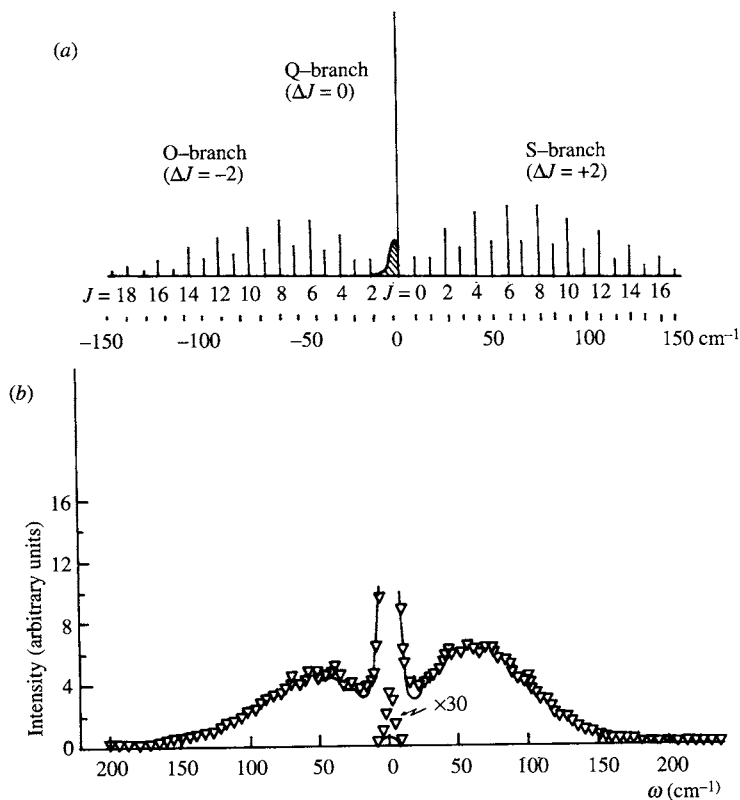 (a)
Q–branch
(ΔJ = 0)
O–branch
(ΔJ = –2)
S–branch
(ΔJ = +2)
J = 18 16 14 12 10 8 6 4 2 J = 0 2 4 6 8 10 12 14 16
–150 –100 –50 0 50 100 150 cm–1
(b)
Intensity (arbitrary units)
16
12
8
4
0
×30
200 150 100 50 0 50 100 150 200
ω (cm–1)